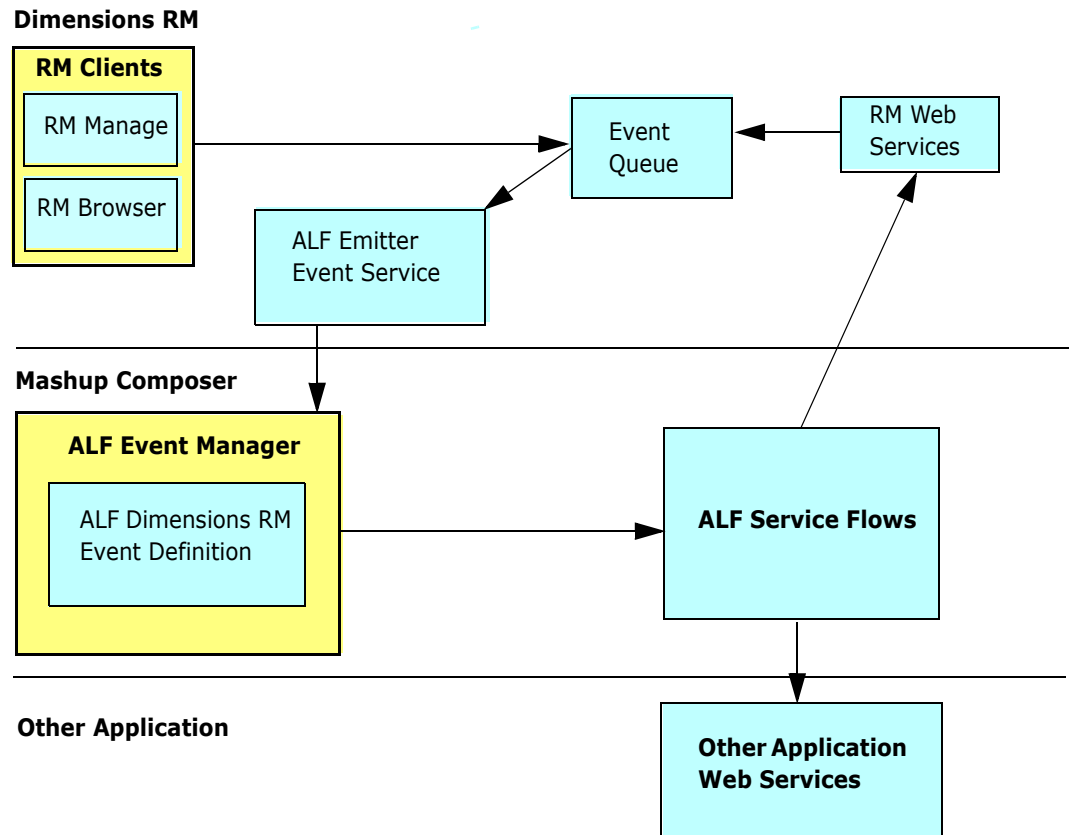 Dimensions RM
RM Clients
RM Manage
RM Browser
Event
Queue
RM Web
Services
ALF Emitter
Event Service
Mashup Composer
ALF Event Manager
ALF Dimensions RM
Event Definition
ALF Service Flows
Other Application
Other Application
Web Services